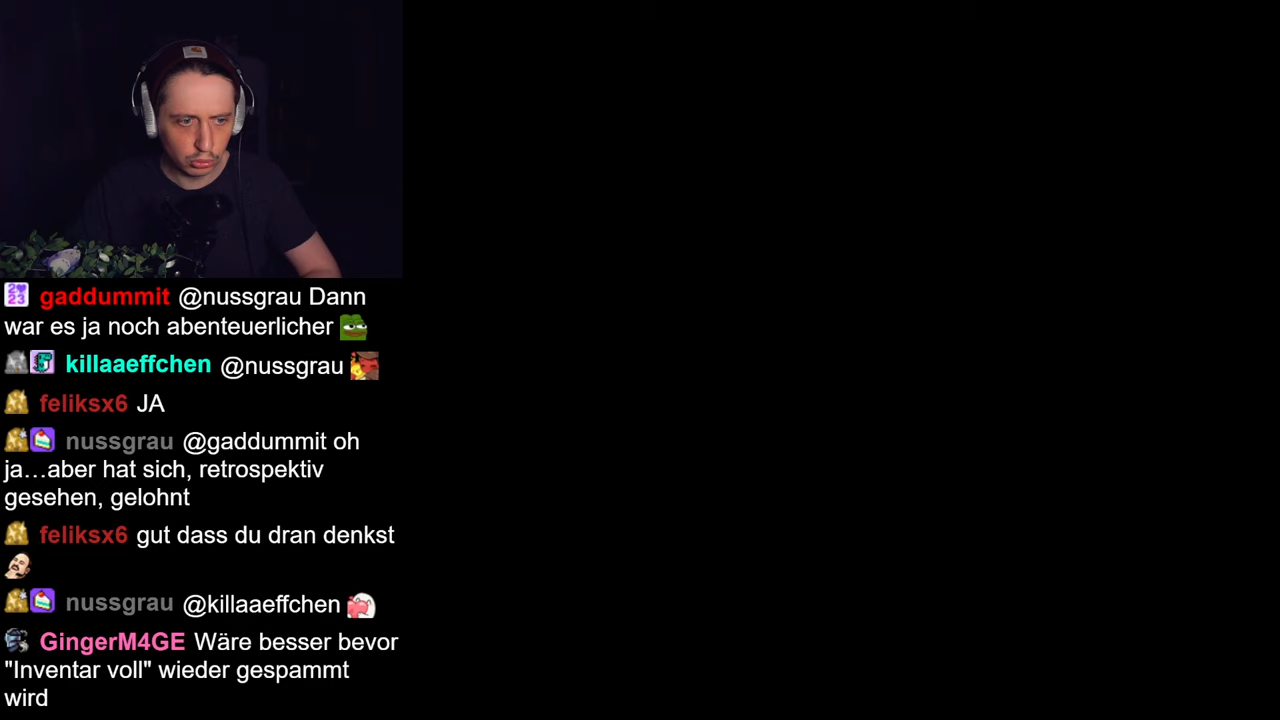 gaddummit @nussgrau Dann
war es ja noch abenteuerlicher
killaaeffchen @nussgrau
feliksx6 JA
nussgrau @gaddummit oh
ja…aber hat sich, retrospektiv
gesehen, gelohnt
feliksx6 gut dass du dran denkst
nussgrau @killaaeffchen
GingerM4GE Wäre besser bevor
"Inventar voll" wieder gespammt
wird